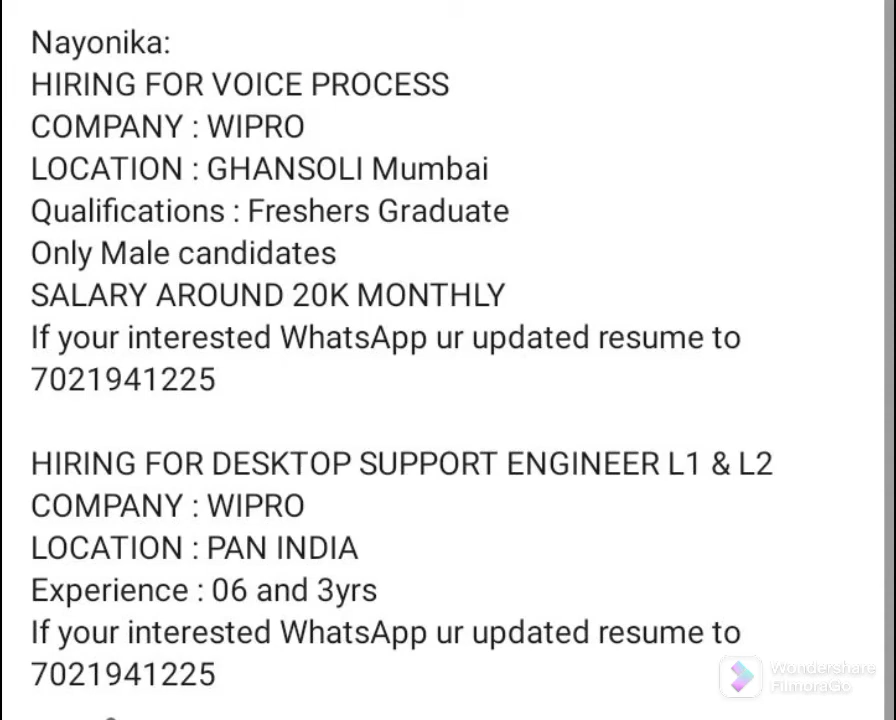 Nayonika:
HIRING FOR VOICE PROCESS
COMPANY : WIPRO
LOCATION : GHANSOLI Mumbai
Qualifications : Freshers Graduate
Only Male candidates
SALARY AROUND 20K MONTHLY
If your interested WhatsApp ur updated resume to
7021941225
HIRING FOR DESKTOP SUPPORT ENGINEER L1 & L2
COMPANY : WIPRO
LOCATION : PAN INDIA
Experience : 06 and 3yrs
If your interested WhatsApp ur updated resume to
7021941225
Wondershare
FilmoraGo